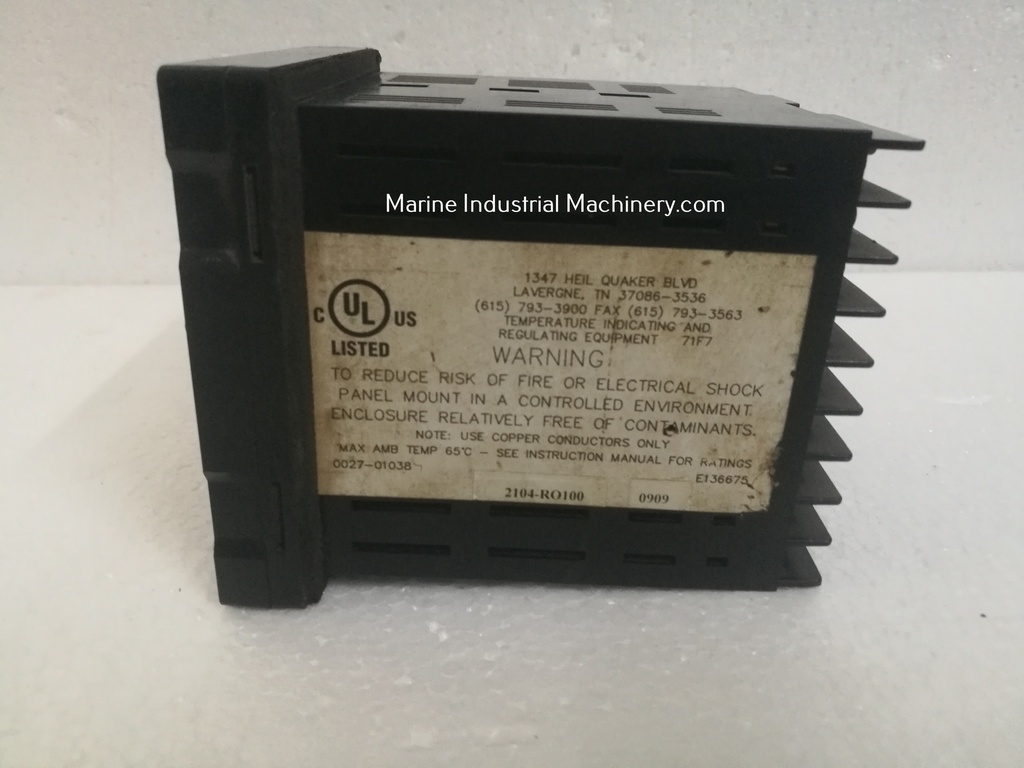 Marine Industrial Machinery.com
1347 HEIL QUAKER BLVD
LAVERGNE, TN 37086-3536
(615) 793-3900 FAX (615) 793-3563
TEMPERATURE INDICATING AND
REGULATING EQUIPMENT 71F7
C UL US
LISTED
WARNING:
TO REDUCE RISK OF FIRE OR ELECTRICAL SHOCK
PANEL MOUNT IN A CONTROLLED ENVIRONMENT
ENCLOSURE RELATIVELY FREE OF CONTAMINANTS.
NOTE: USE COPPER CONDUCTORS ONLY
MAX AMB TEMP 65°C - SEE INSTRUCTION MANUAL FOR RATINGS
0027-01038
E136675
2104-RO100 0909